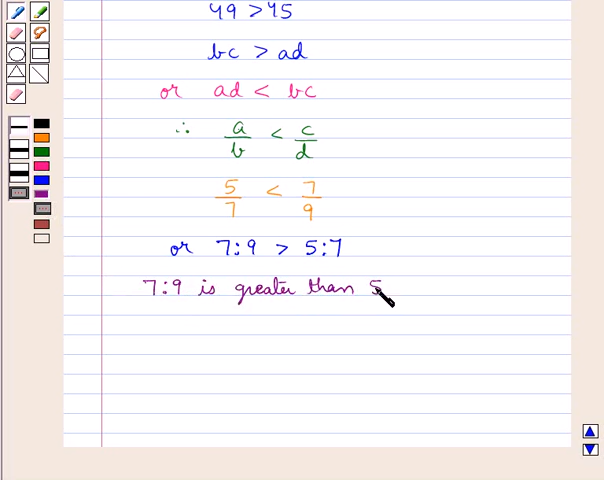 49 > 45
bc > ad
or ad < bc
∴ a/b < c/d
5/7 < 7/9
or 7:9 > 5:7
7:9 is greater than 5